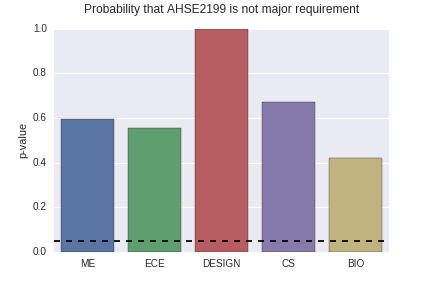 Probability that AHSE2199 is not major requirement
1.0
0.8
0.6
0.4
0.2
0.0
p-value
ME ECE DESIGN CS BIO